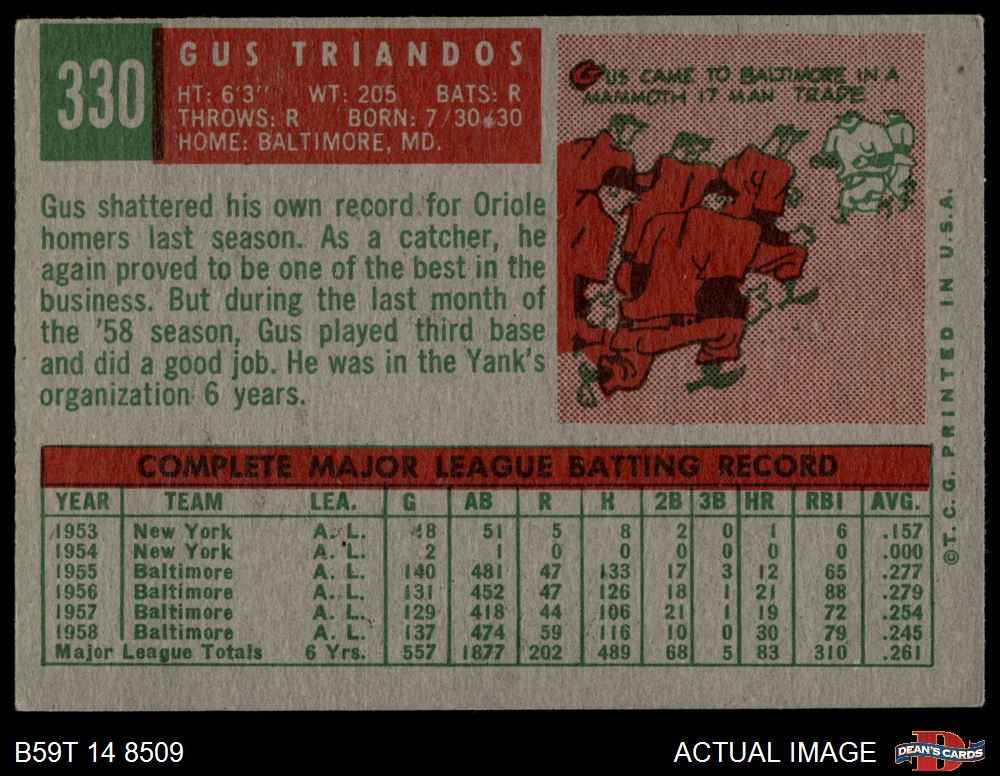 330
GUS TRIANDOS
HT: 6'3" WT: 205 BATS: R
THROWS: R BORN: 7/30/30
HOME: BALTIMORE, MD.
GUS CAME TO BALTIMORE IN A
MAMMOTH 17 MAN TRADE
Gus shattered his own record for Oriole
homers last season. As a catcher, he
again proved to be one of the best in the
business. But during the last month of
the '58 season, Gus played third base
and did a good job. He was in the Yank's
organization 6 years.
©T.C.G. PRINTED IN U.S.A.
COMPLETE MAJOR LEAGUE BATTING RECORD
YEAR TEAM LEA. G AB R H 2B 3B HR RBI AVG.
1953 New York A. L. 18 51 5 8 2 0 1 6 .157
1954 New York A. L. 2 1 0 0 0 0 0 0 .000
1955 Baltimore A. L. 140 481 47 133 17 3 12 65 .277
1956 Baltimore A. L. 131 452 47 126 18 1 21 88 .279
1957 Baltimore A. L. 129 418 44 106 21 1 19 72 .254
1958 Baltimore A. L. 137 474 59 116 10 0 30 79 .245
Major League Totals 6 Yrs. 557 1877 202 489 68 5 83 310 .261
B59T 14 8509
ACTUAL IMAGE
DEAN'S CARDS